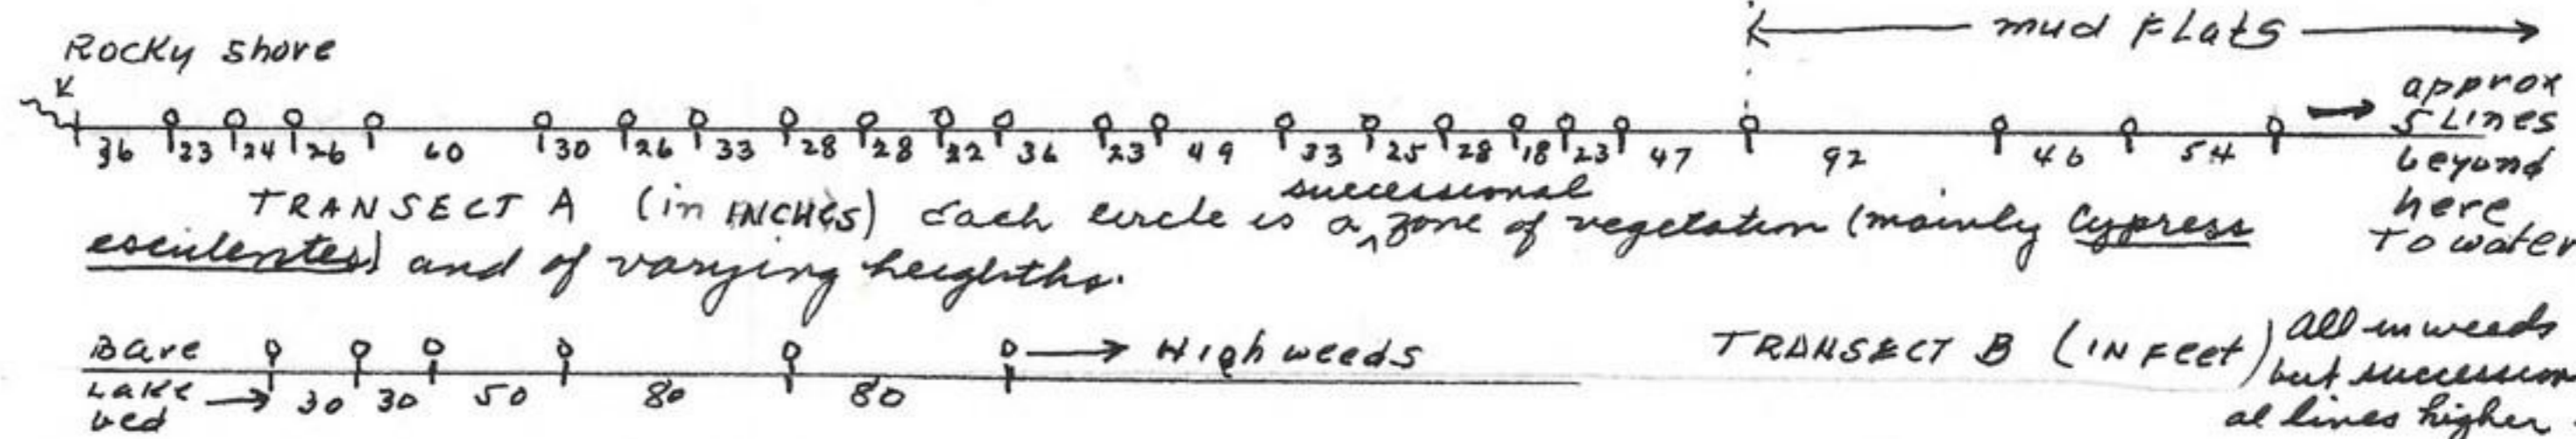 mud Flats
Rocky shore
approx
5 Lines
beyond
here
To water
36 23 24 26 60 30 26 33 28 28 22 36 23 49 33 25 28 18 23 47 92 46 54
TRANSECT A (in INCHES) Each circle is a successional zone of vegetation (mainly Cypress
esculentes) and of varying heighths.
Bare
Lake
bed
30 30 50 80 80
High weeds
TRANSECT B (IN Feet)
All in weeds
but succession
al lines higher